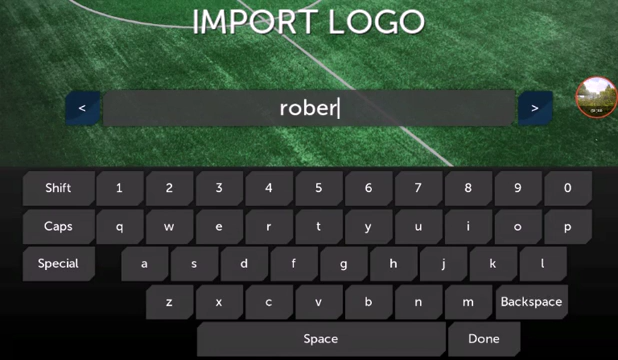 IMPORT LOGO
< rober >
Shift 1 2 3 4 5 6 7 8 9 0
Caps q w e r t y u i o p
Special a s d f g h j k l
z x c v b n m Backspace
Space Done